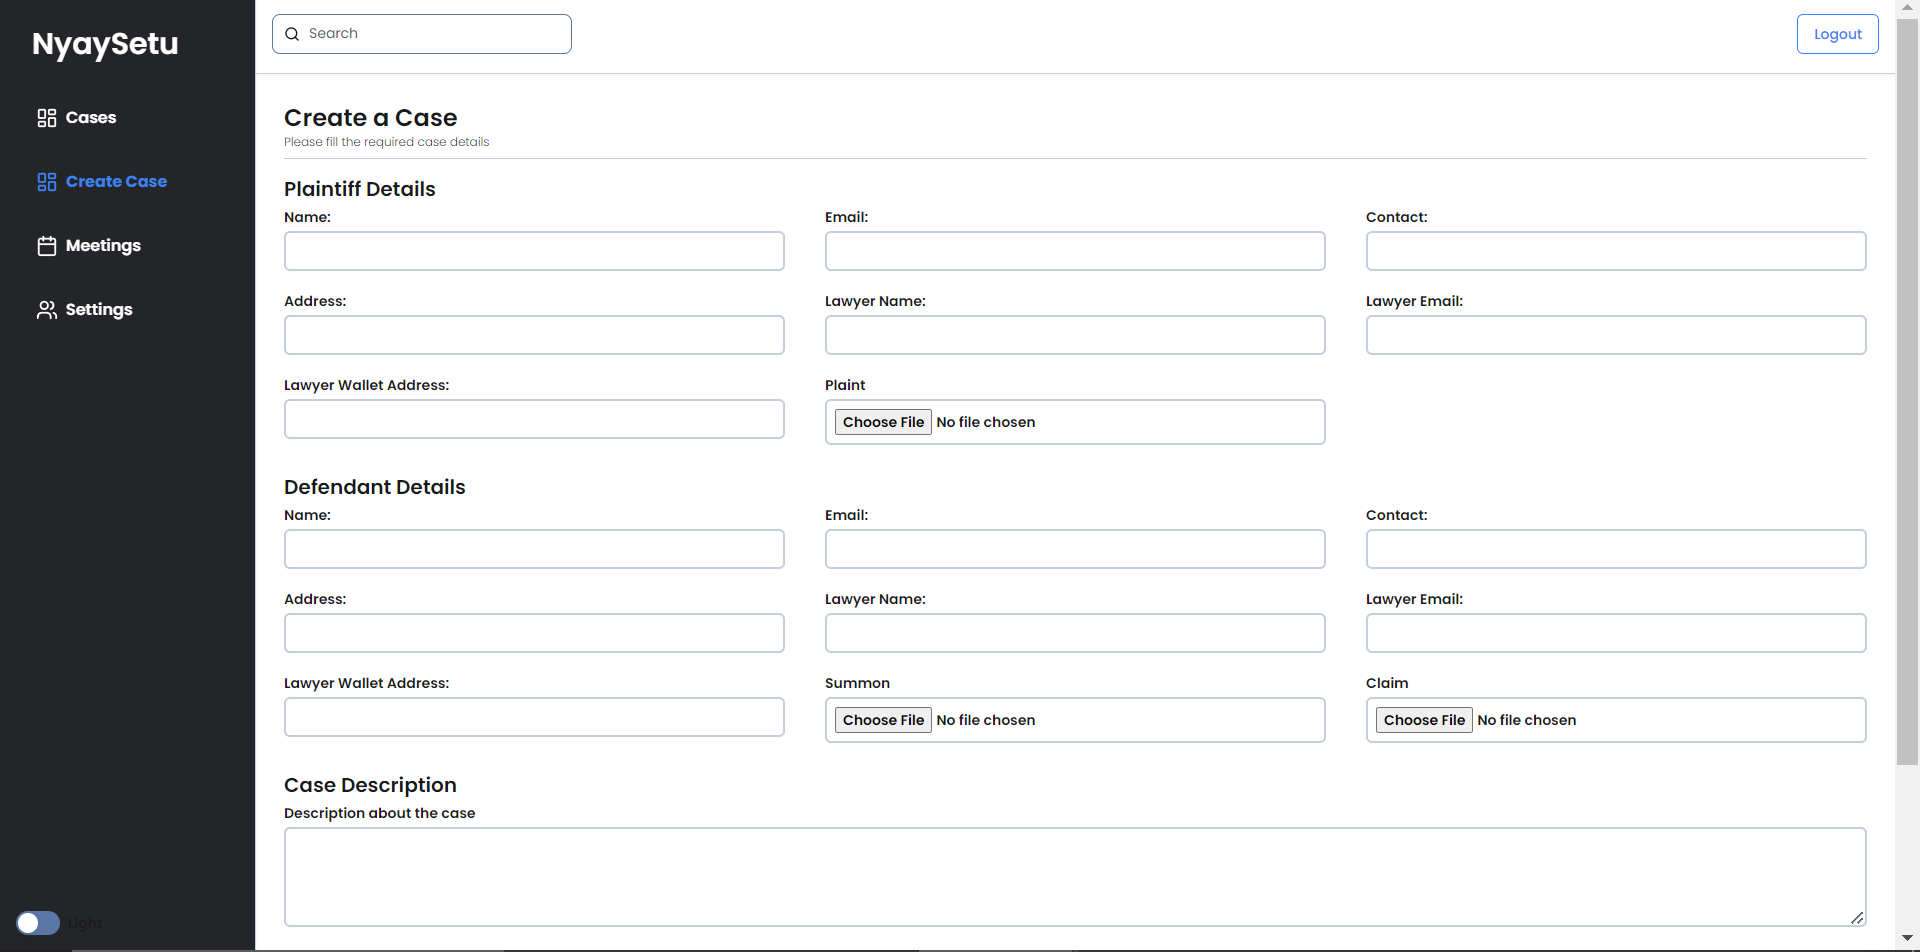 NyaySetu
Cases
Create Case
Meetings
Settings
Light
Search
Logout
Create a Case
Please fill the required case details
Plaintiff Details
Name: Email: Contact:
Address: Lawyer Name: Lawyer Email:
Lawyer Wallet Address: Plaint
Choose File No file chosen
Defendant Details
Name: Email: Contact:
Address: Lawyer Name: Lawyer Email:
Lawyer Wallet Address: Summon Claim
Choose File No file chosen Choose File No file chosen
Case Description
Description about the case